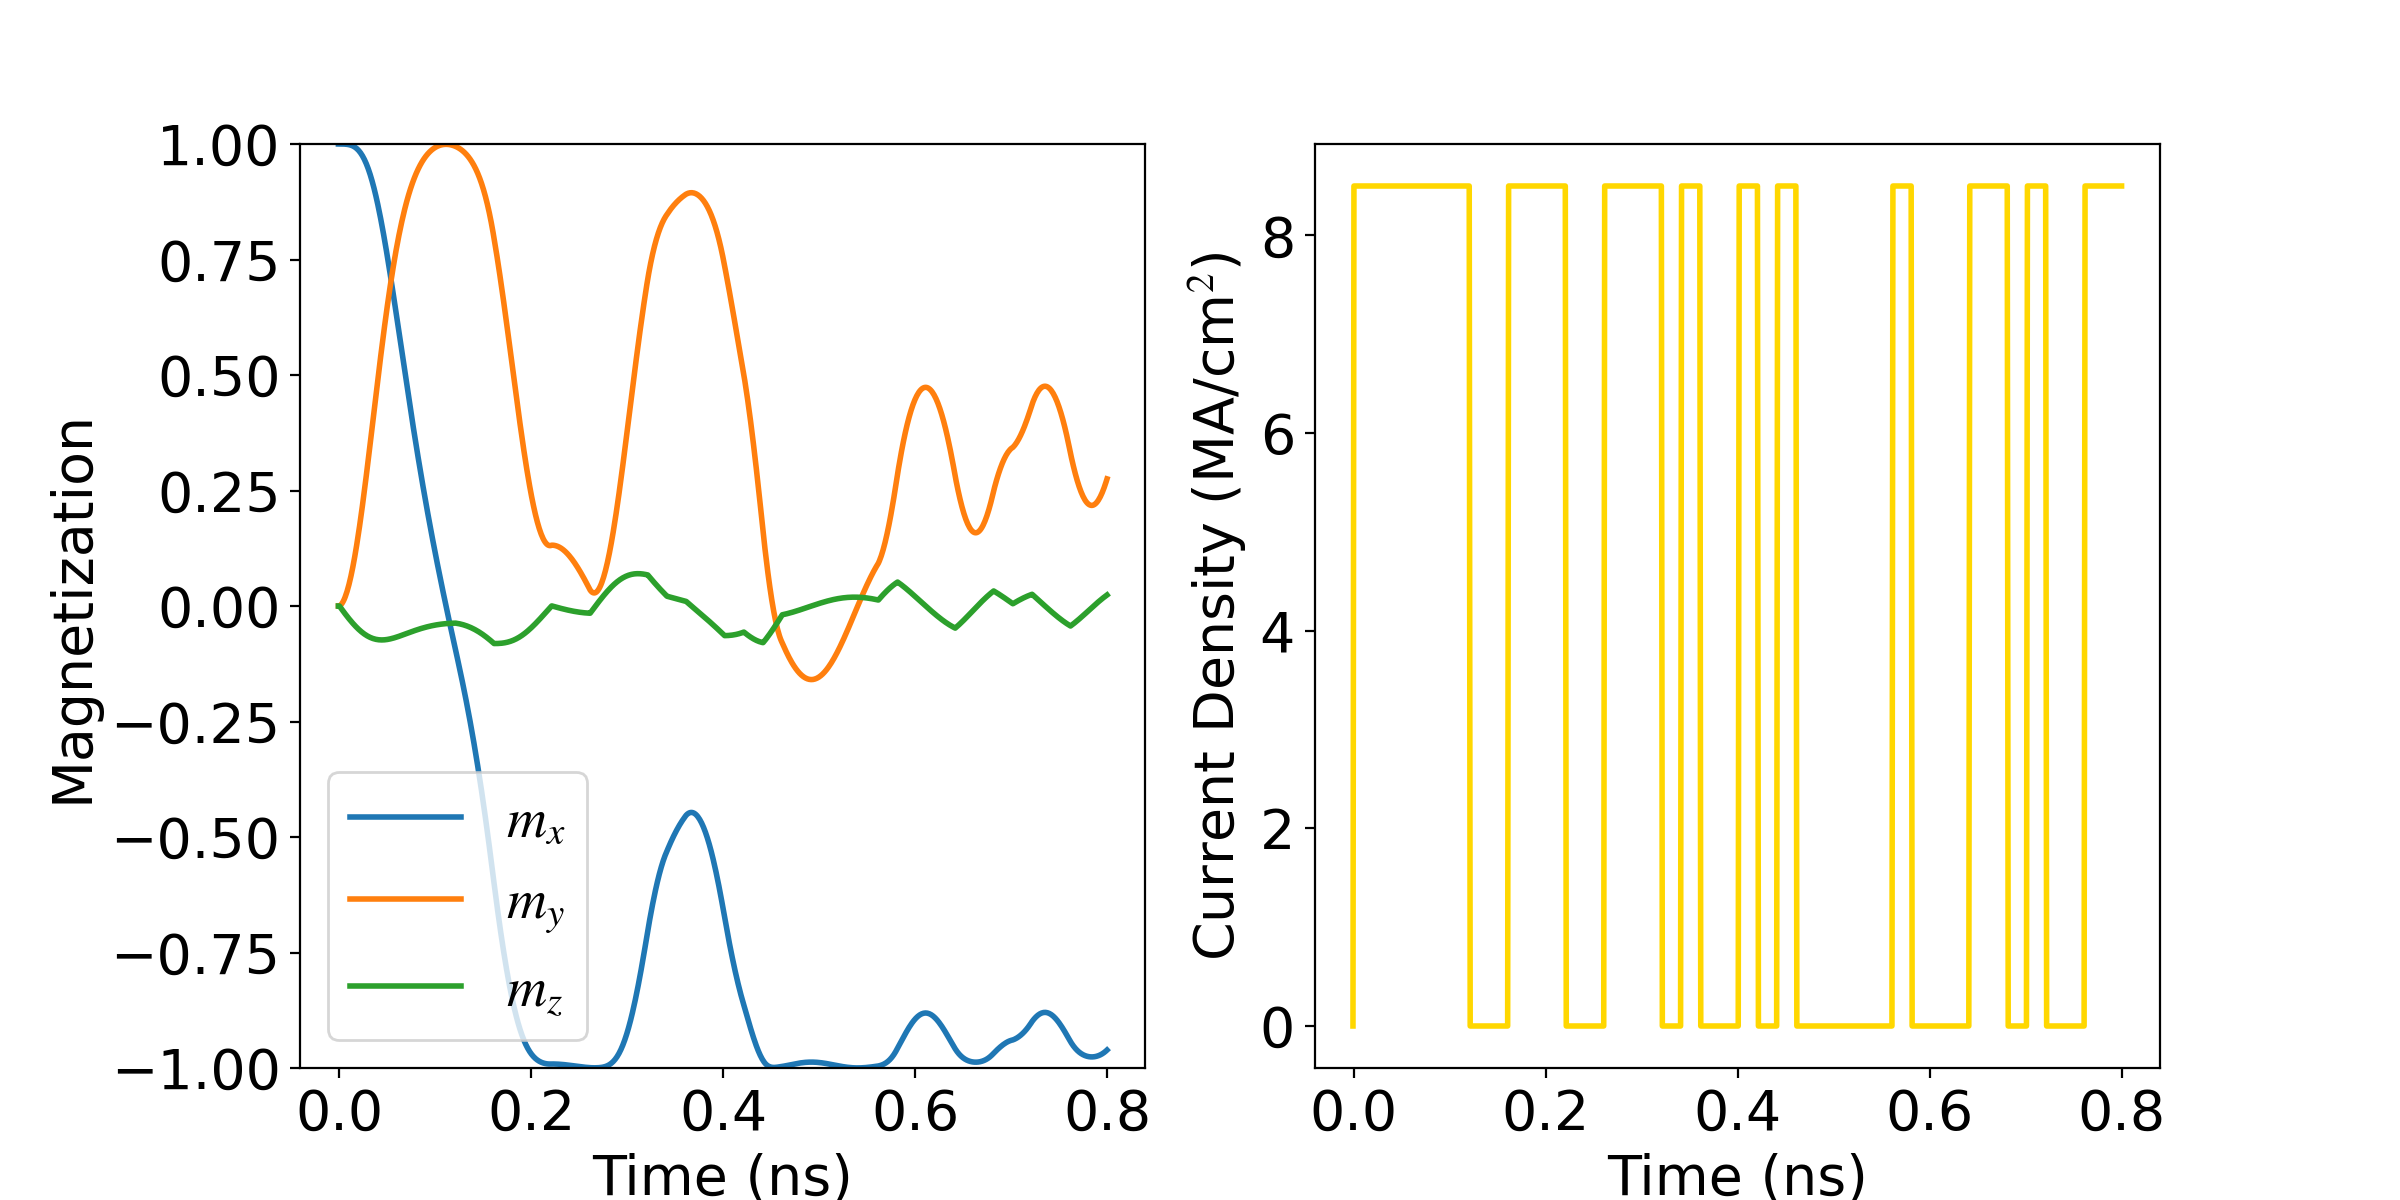 Magnetization
1.00
0.75
0.50
0.25
0.00
−0.25
−0.50
−0.75
−1.00
m_x
m_y
m_z
0.0 0.2 0.4 0.6 0.8
Time (ns)
Current Density (MA/cm²)
8
6
4
2
0
0.0 0.2 0.4 0.6 0.8
Time (ns)